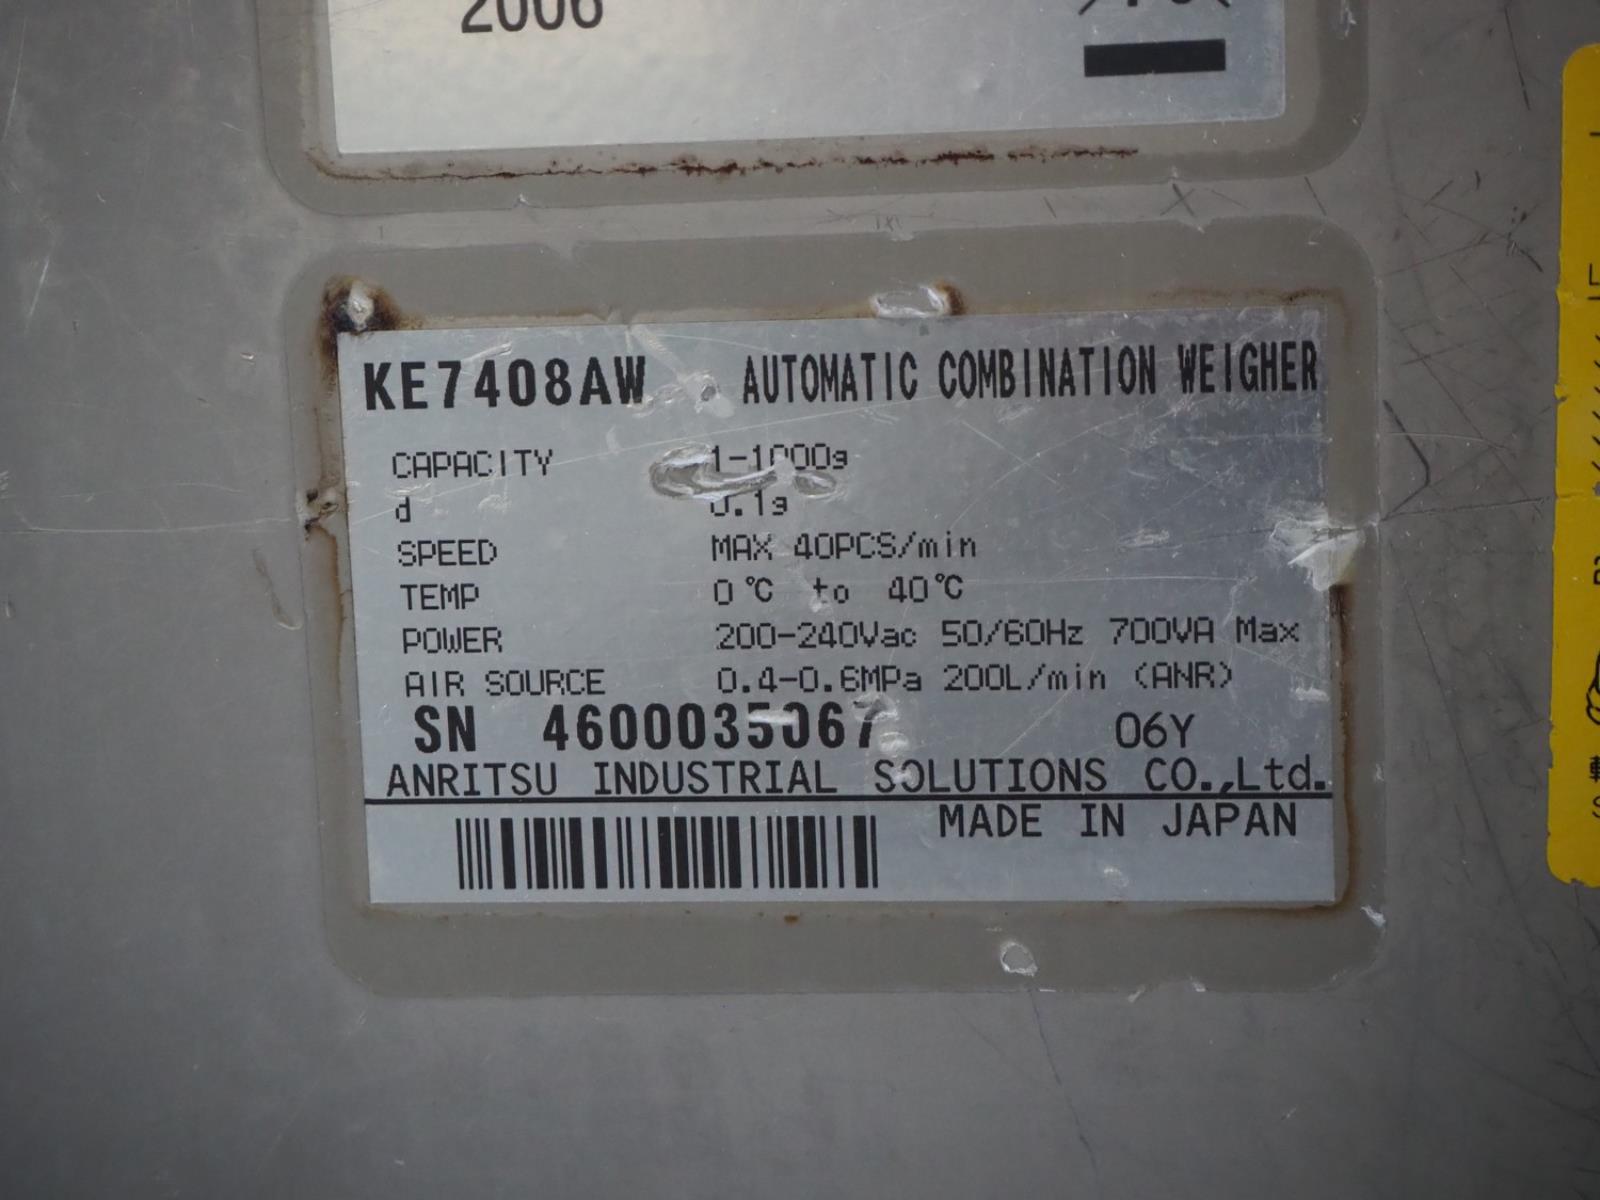 2006
KE7408AW AUTOMATIC COMBINATION WEIGHER
CAPACITY 1-1000g
d 0.1g
SPEED MAX 40PCS/min
TEMP 0℃ to 40℃
POWER 200-240Vac 50/60Hz 700VA Max
AIR SOURCE 0.4-0.6MPa 200L/min (ANR)
SN 4600035067 06Y
ANRITSU INDUSTRIAL SOLUTIONS CO.,Ltd.
MADE IN JAPAN